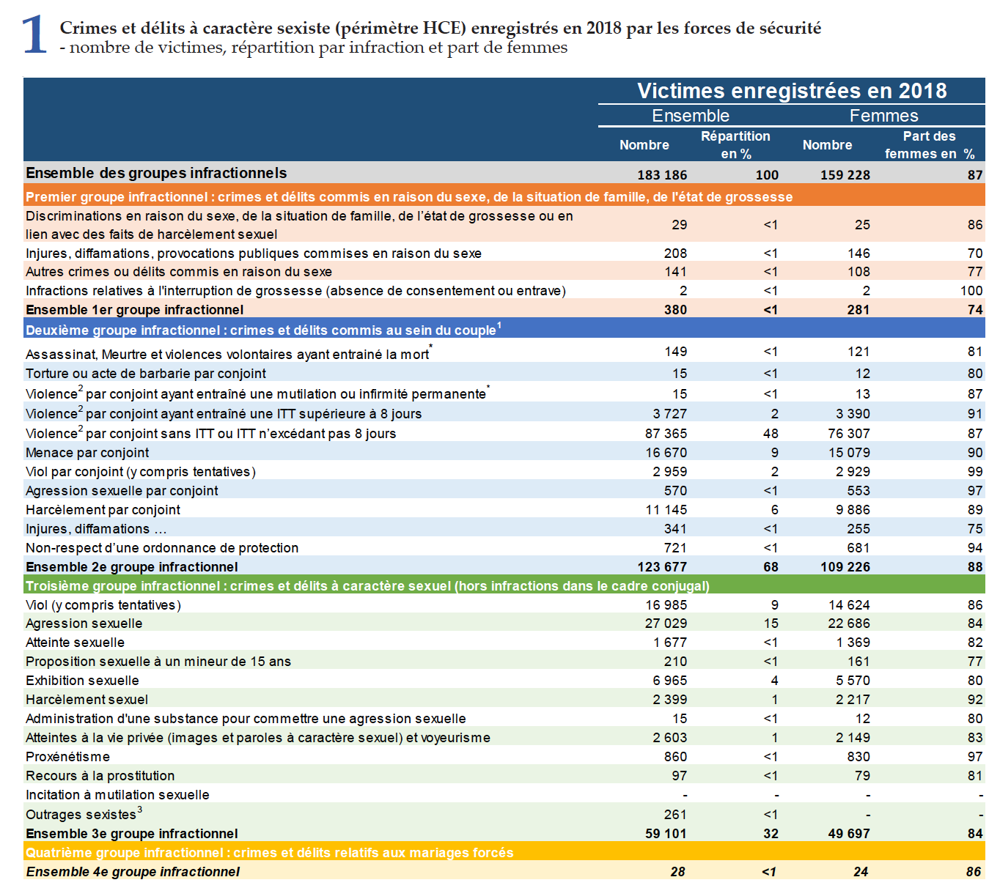 1
Crimes et délits à caractère sexiste (périmètre HCE) enregistrés en 2018 par les forces de sécurité
- nombre de victimes, répartition par infraction et part de femmes
Victimes enregistrées en 2018
Ensemble Femmes
Nombre Répartition en % Nombre Part des femmes en %
Ensemble des groupes infractionnels 183 186 100 159 228 87
Premier groupe infractionnel : crimes et délits commis en raison du sexe, de la situation de famille, de l'état de grossesse
Discriminations en raison du sexe, de la situation de famille, de l’état de grossesse ou en
lien avec des faits de harcèlement sexuel 29 <1 25 86
Injures, diffamations, provocations publiques commises en raison du sexe 208 <1 146 70
Autres crimes ou délits commis en raison du sexe 141 <1 108 77
Infractions relatives à l'interruption de grossesse (absence de consentement ou entrave) 2 <1 2 100
Ensemble 1er groupe infractionnel 380 <1 281 74
Deuxième groupe infractionnel : crimes et délits commis au sein du couple¹
Assassinat, Meurtre et violences volontaires ayant entrainé la mort* 149 <1 121 81
Torture ou acte de barbarie par conjoint 15 <1 12 80
Violence² par conjoint ayant entraîné une mutilation ou infirmité permanente* 15 <1 13 87
Violence² par conjoint ayant entraîné une ITT supérieure à 8 jours 3 727 2 3 390 91
Violence² par conjoint sans ITT ou ITT n’excédant pas 8 jours 87 365 48 76 307 87
Menace par conjoint 16 670 9 15 079 90
Viol par conjoint (y compris tentatives) 2 959 2 2 929 99
Agression sexuelle par conjoint 570 <1 553 97
Harcèlement par conjoint 11 145 6 9 886 89
Injures, diffamations … 341 <1 255 75
Non-respect d’une ordonnance de protection 721 <1 681 94
Ensemble 2e groupe infractionnel 123 677 68 109 226 88
Troisième groupe infractionnel : crimes et délits à caractère sexuel (hors infractions dans le cadre conjugal)
Viol (y compris tentatives) 16 985 9 14 624 86
Agression sexuelle 27 029 15 22 686 84
Atteinte sexuelle 1 677 <1 1 369 82
Proposition sexuelle à un mineur de 15 ans 210 <1 161 77
Exhibition sexuelle 6 965 4 5 570 80
Harcèlement sexuel 2 399 1 2 217 92
Administration d'une substance pour commettre une agression sexuelle 15 <1 12 80
Atteintes à la vie privée (images et paroles à caractère sexuel) et voyeurisme 2 603 1 2 149 83
Proxénétisme 860 <1 830 97
Recours à la prostitution 97 <1 79 81
Incitation à mutilation sexuelle - - - -
Outrages sexistes³ 261 <1 - -
Ensemble 3e groupe infractionnel 59 101 32 49 697 84
Quatrième groupe infractionnel : crimes et délits relatifs aux mariages forcés
Ensemble 4e groupe infractionnel 28 <1 24 86